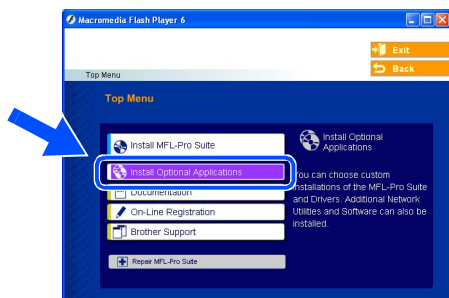 Macromedia Flash Player 6
Exit
Back
Top Menu
Top Menu
Install MFL-Pro Suite
Install Optional Applications
Documentation
On-Line Registration
Brother Support
Repair MFL-Pro Suite
Install Optional
Applications
You can choose custom
installations of the MFL-Pro Suite
and Drivers. Additional Network
Utilities and Software can also be
installed.